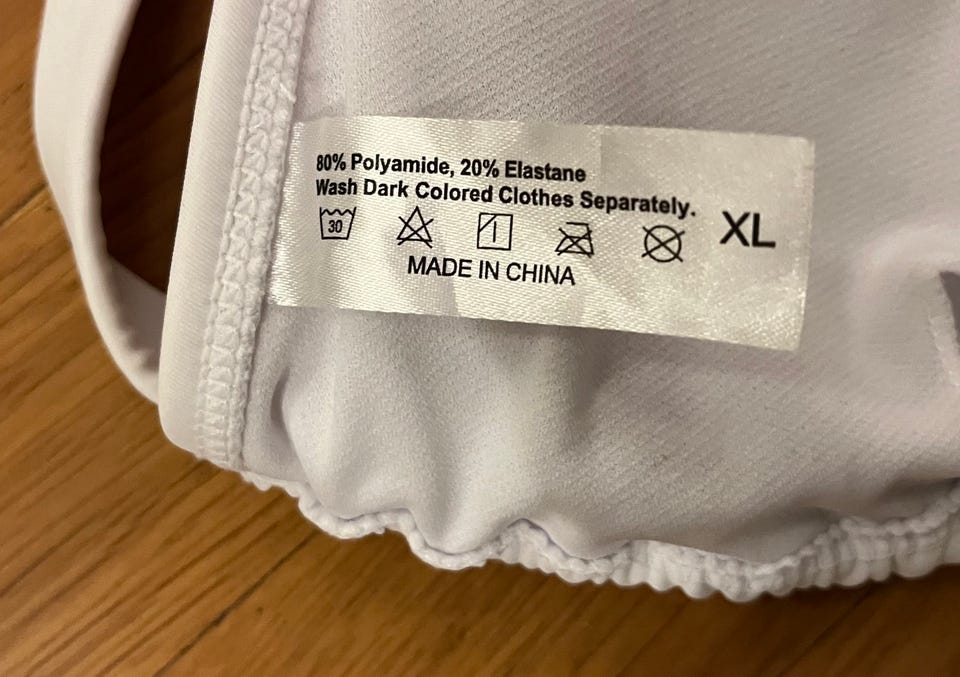 80% Polyamide, 20% Elastane
Wash Dark Colored Clothes Separately.
30
XL
MADE IN CHINA